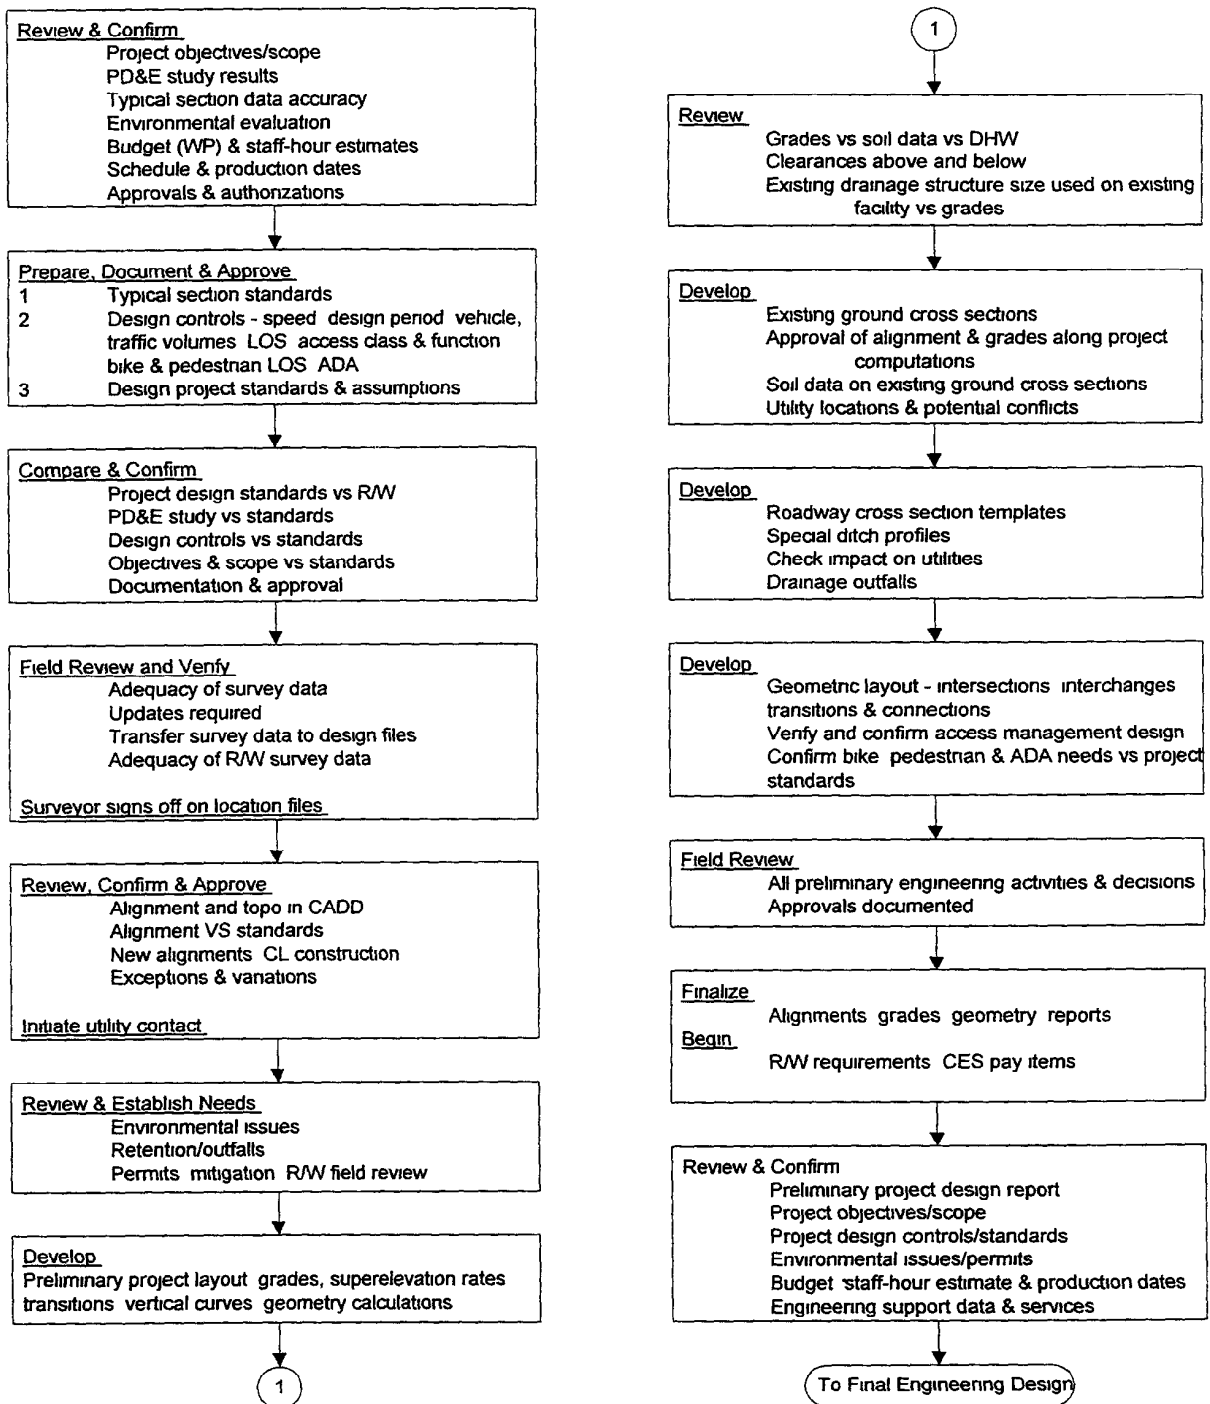 Review & Confirm
Project objectives/scope
PD&E study results
Typical section data accuracy
Environmental evaluation
Budget (WP) & staff-hour estimates
Schedule & production dates
Approvals & authorizations
Prepare, Document & Approve
1 Typical section standards
2 Design controls - speed design period vehicle,
traffic volumes LOS access class & function
bike & pedestrian LOS ADA
3 Design project standards & assumptions
Compare & Confirm
Project design standards vs R/W
PD&E study vs standards
Design controls vs standards
Objectives & scope vs standards
Documentation & approval
Field Review and Verify
Adequacy of survey data
Updates required
Transfer survey data to design files
Adequacy of R/W survey data
Surveyor signs off on location files
Review, Confirm & Approve
Alignment and topo in CADD
Alignment VS standards
New alignments CL construction
Exceptions & variations
Initiate utility contact
Review & Establish Needs
Environmental issues
Retention/outfalls
Permits mitigation R/W field review
Develop
Preliminary project layout grades, superelevation rates
transitions vertical curves geometry calculations
1
1
Review
Grades vs soil data vs DHW
Clearances above and below
Existing drainage structure size used on existing
facility vs grades
Develop
Existing ground cross sections
Approval of alignment & grades along project
computations
Soil data on existing ground cross sections
Utility locations & potential conflicts
Develop
Roadway cross section templates
Special ditch profiles
Check impact on utilities
Drainage outfalls
Develop
Geometric layout - intersections interchanges
transitions & connections
Verify and confirm access management design
Confirm bike pedestrian & ADA needs vs project
standards
Field Review
All preliminary engineering activities & decisions
Approvals documented
Finalize
Alignments grades geometry reports
Begin
R/W requirements CES pay items
Review & Confirm
Preliminary project design report
Project objectives/scope
Project design controls/standards
Environmental issues/permits
Budget staff-hour estimate & production dates
Engineering support data & services
To Final Engineering Design